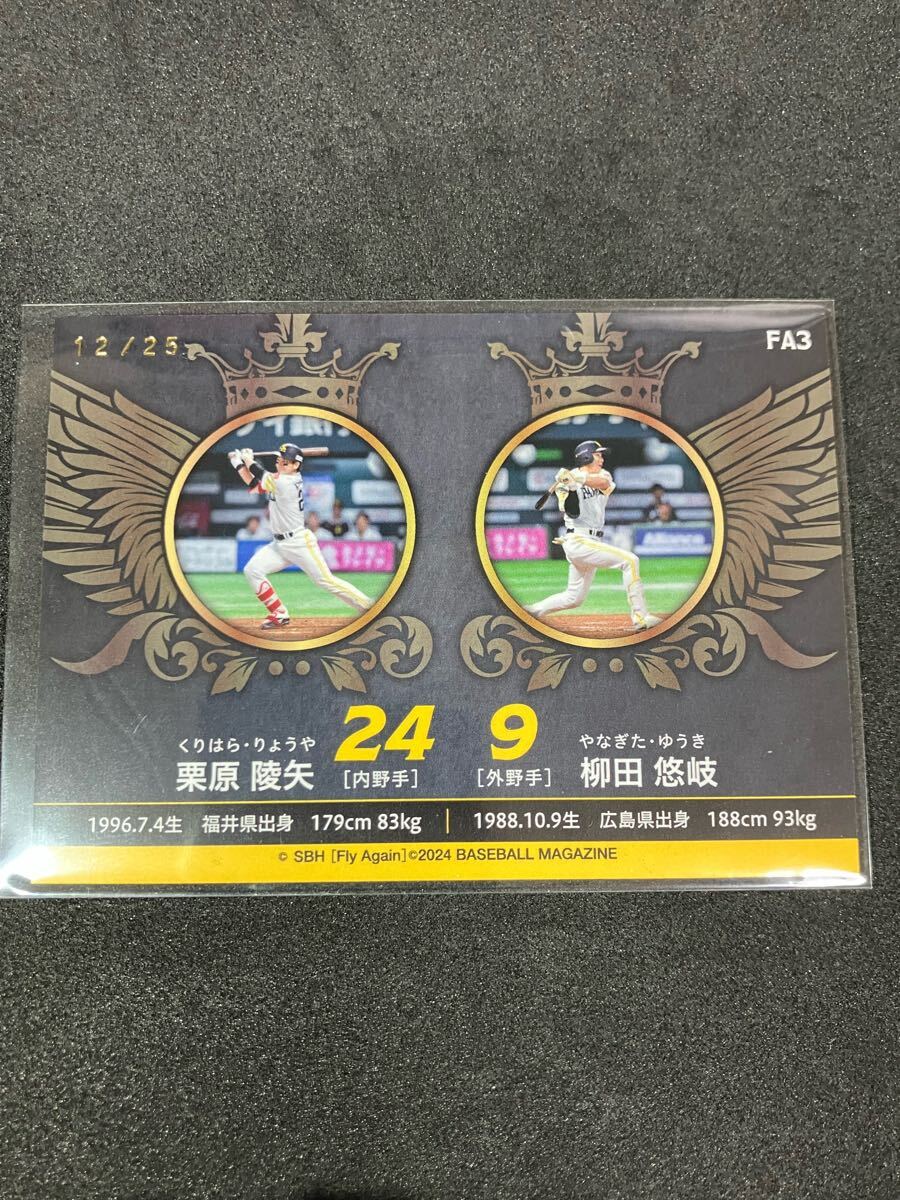 12/25
FA3
くりはら・りょうや 24 9 やなぎた・ゆうき
栗原 陵矢 [内野手] [外野手] 柳田 悠岐
1996.7.4生 福井県出身 179cm 83kg | 1988.10.9生 広島県出身 188cm 93kg
© SBH [Fly Again]©2024 BASEBALL MAGAZINE